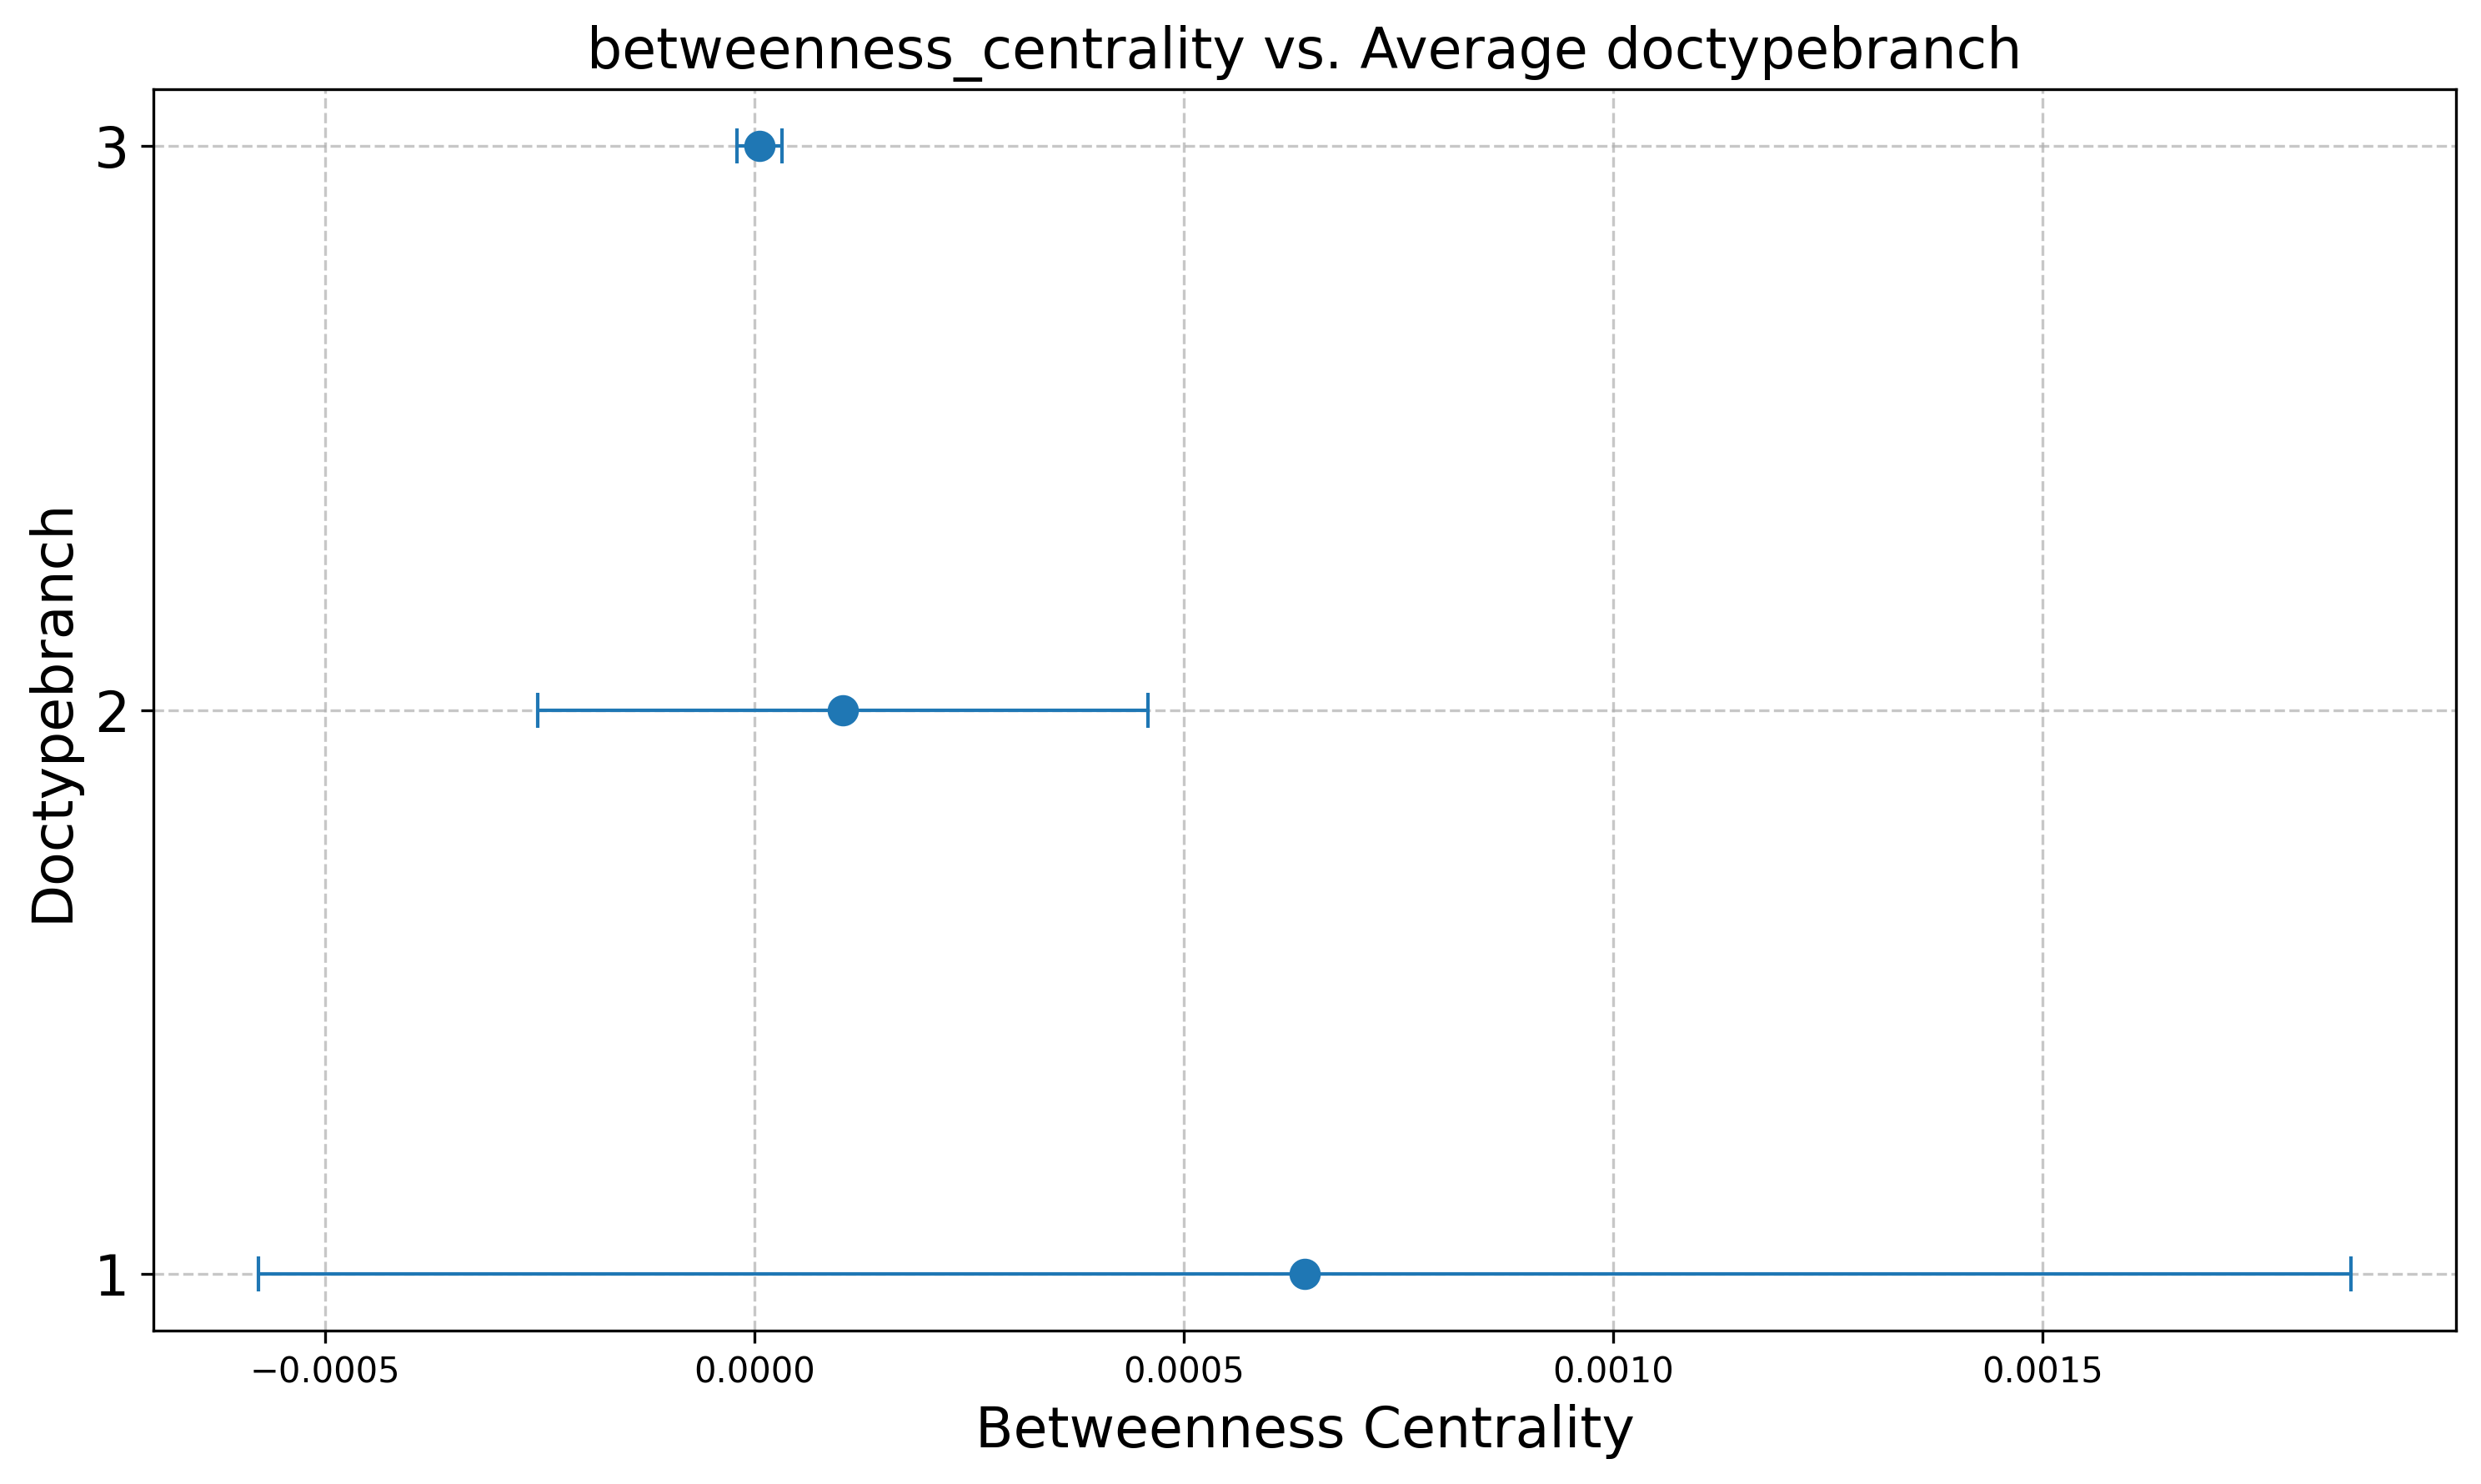 betweenness_centrality vs. Average doctypebranch
3
2
1
Doctypebranch
−0.0005 0.0000 0.0005 0.0010 0.0015
Betweenness Centrality